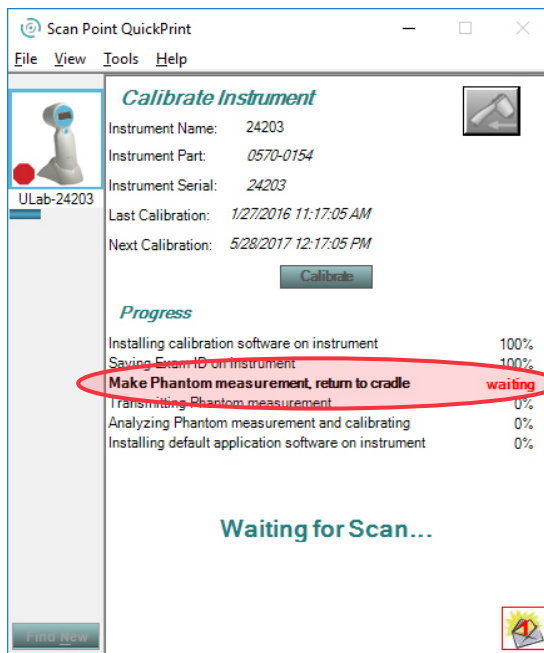 Scan Point QuickPrint
File View Tools Help
Calibrate Instrument
Instrument Name: 24203
Instrument Part: 0570-0154
Instrument Serial: 24203
ULab-24203
Last Calibration: 1/27/2016 11:17:05 AM
Next Calibration: 5/28/2017 12:17:05 PM
Calibrate
Progress
Installing calibration software on instrument 100%
Saving Exam ID on instrument 100%
Make Phantom measurement, return to cradle waiting
Transmitting Phantom measurement 0%
Analyzing Phantom measurement and calibrating 0%
Installing default application software on instrument 0%
Waiting for Scan...
Find New
1